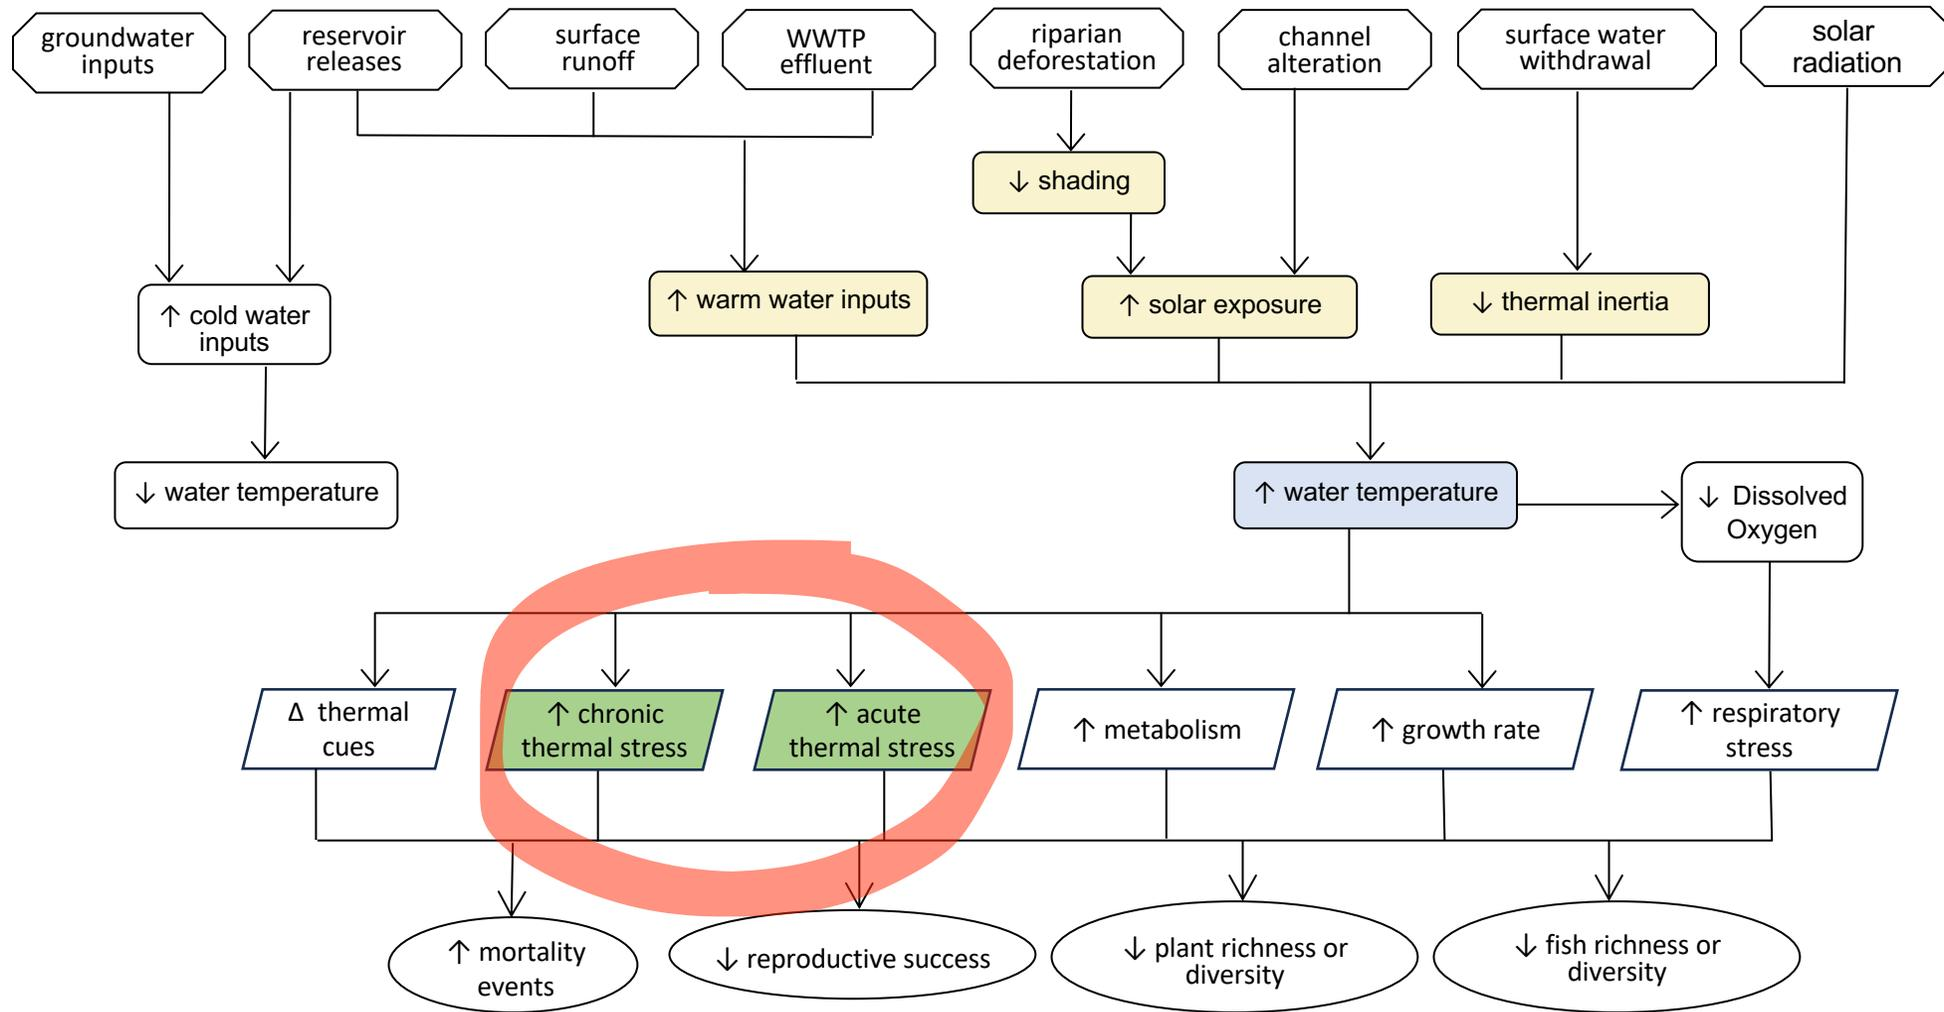 groundwater
inputs
reservoir
releases
surface
runoff
WWTP
effluent
riparian
deforestation
channel
alteration
surface water
withdrawal
solar
radiation
↓ shading
↑ cold water
inputs
↑ warm water inputs
↑ solar exposure
↓ thermal inertia
↓ water temperature
↑ water temperature
↓ Dissolved
Oxygen
Δ thermal
cues
↑ chronic
thermal stress
↑ acute
thermal stress
↑ metabolism
↑ growth rate
↑ respiratory
stress
↑ mortality
events
↓ reproductive success
↓ plant richness or
diversity
↓ fish richness or
diversity